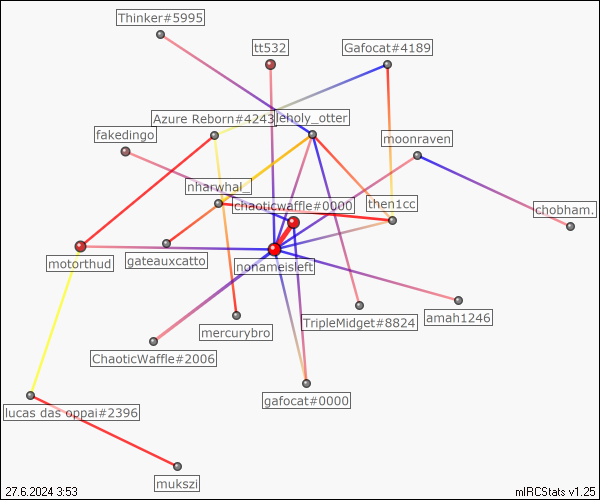 Thinker#5995
tt532
Gafocat#4189
Azure Reborn#4243
leholy_otter
fakedingo
moonraven
nharwhal_
chaoticwaffle#0000
then1cc
chobham.
motorthud
gateauxcatto
nonameisleft
mercurybro
TripleMidget#8824
amah1246
ChaoticWaffle#2006
gafocat#0000
lucas das oppai#2396
mukszi
27.6.2024 3:53
mIRCStats v1.25